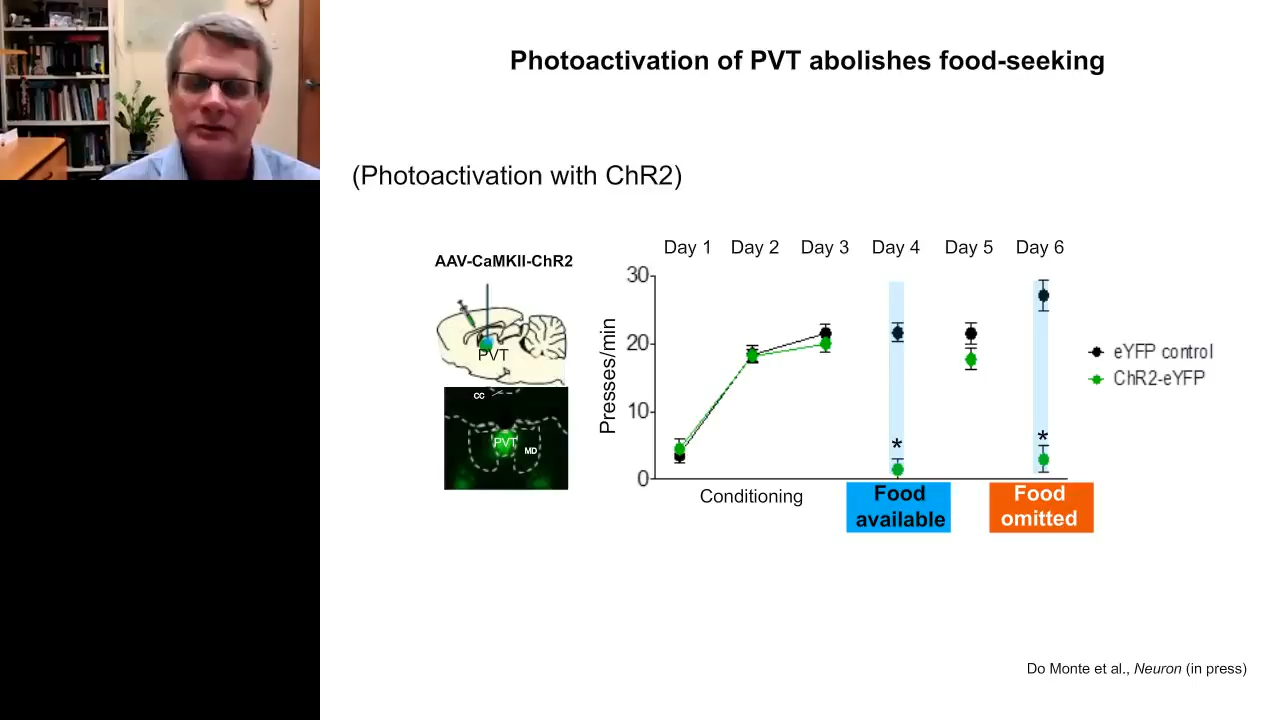 Photoactivation of PVT abolishes food-seeking
(Photoactivation with ChR2)
AAV-CaMKII-ChR2
PVT
cc
PVT
MD
Day 1 Day 2 Day 3 Day 4 Day 5 Day 6
30
20
10
0
Presses/min
*
*
eYFP control
ChR2-eYFP
Conditioning
Food
available
Food
omitted
Do Monte et al., Neuron (in press)